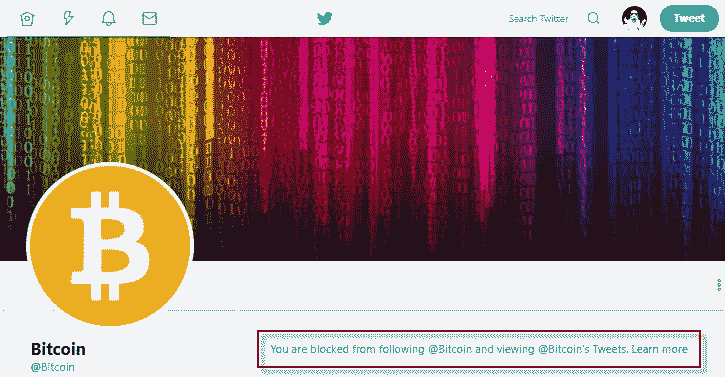 Search Twitter
Tweet
Bitcoin
@Bitcoin
You are blocked from following @Bitcoin and viewing @Bitcoin's Tweets. Learn more